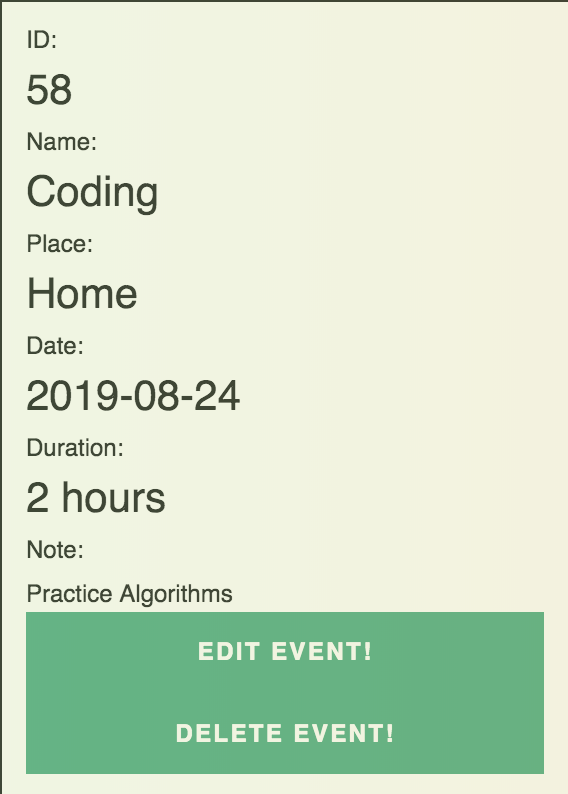 ID:
58
Name:
Coding
Place:
Home
Date:
2019-08-24
Duration:
2 hours
Note:
Practice Algorithms
EDIT EVENT!
DELETE EVENT!